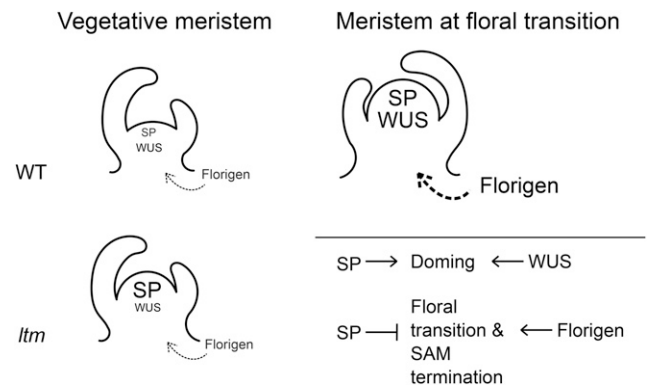 Vegetative meristem
Meristem at floral transition
WT
SP
WUS
Florigen
SP
WUS
Florigen
ltm
SP
WUS
Florigen
SP → Doming ← WUS
SP ⊣ Floral transition & SAM termination ← Florigen